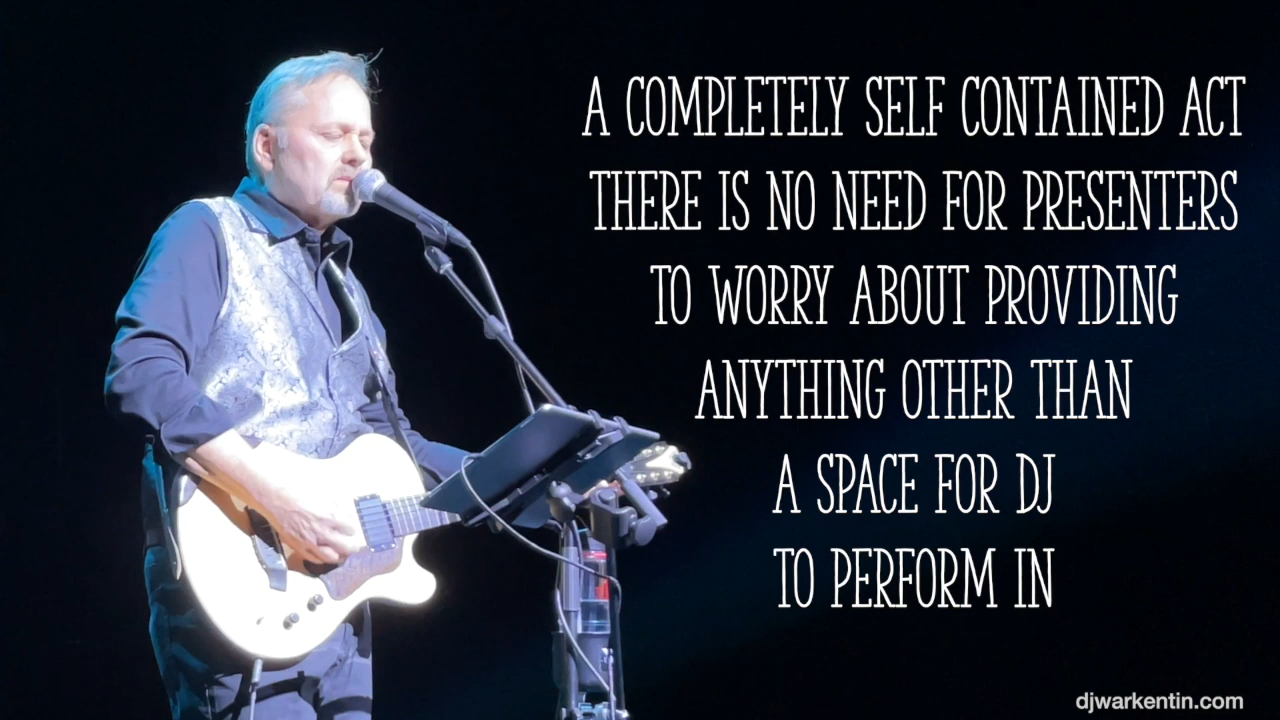 A COMPLETELY SELF CONTAINED ACT
THERE IS NO NEED FOR PRESENTERS
TO WORRY ABOUT PROVIDING
ANYTHING OTHER THAN
A SPACE FOR DJ
TO PERFORM IN
djwarkentin.com